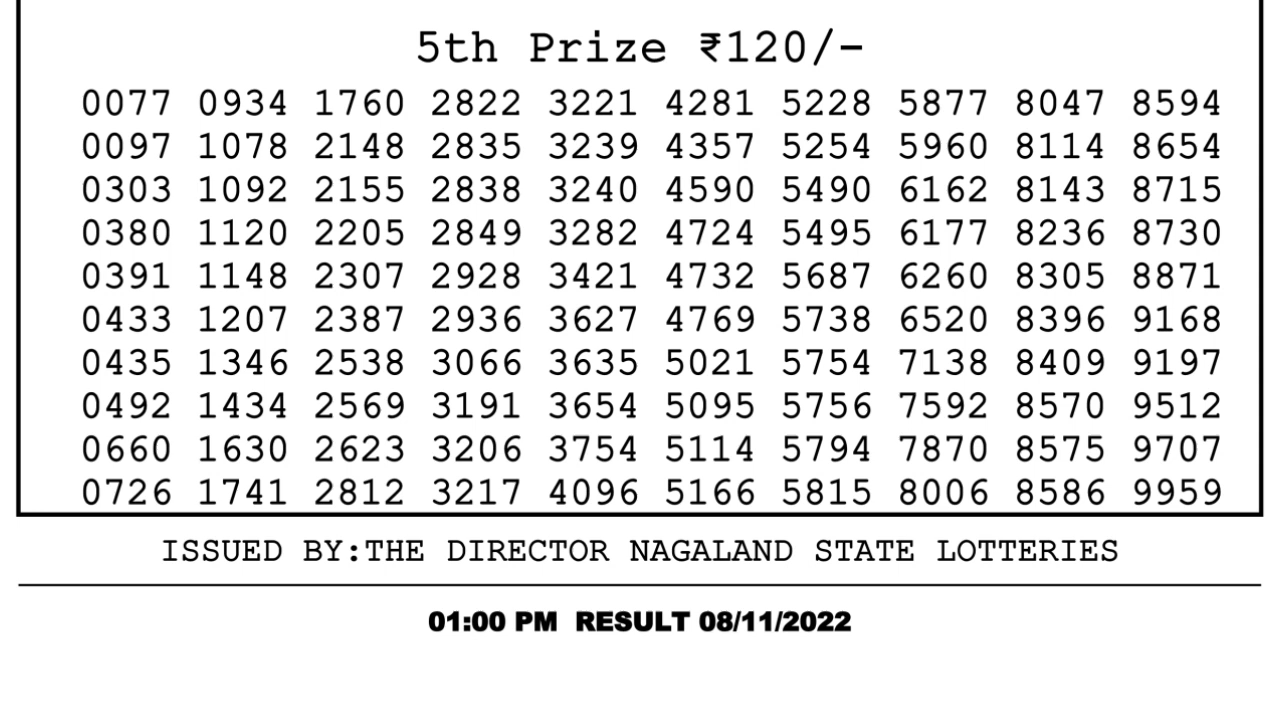 5th Prize ₹120/-
0077 0934 1760 2822 3221 4281 5228 5877 8047 8594
0097 1078 2148 2835 3239 4357 5254 5960 8114 8654
0303 1092 2155 2838 3240 4590 5490 6162 8143 8715
0380 1120 2205 2849 3282 4724 5495 6177 8236 8730
0391 1148 2307 2928 3421 4732 5687 6260 8305 8871
0433 1207 2387 2936 3627 4769 5738 6520 8396 9168
0435 1346 2538 3066 3635 5021 5754 7138 8409 9197
0492 1434 2569 3191 3654 5095 5756 7592 8570 9512
0660 1630 2623 3206 3754 5114 5794 7870 8575 9707
0726 1741 2812 3217 4096 5166 5815 8006 8586 9959
ISSUED BY:THE DIRECTOR NAGALAND STATE LOTTERIES
01:00 PM RESULT 08/11/2022